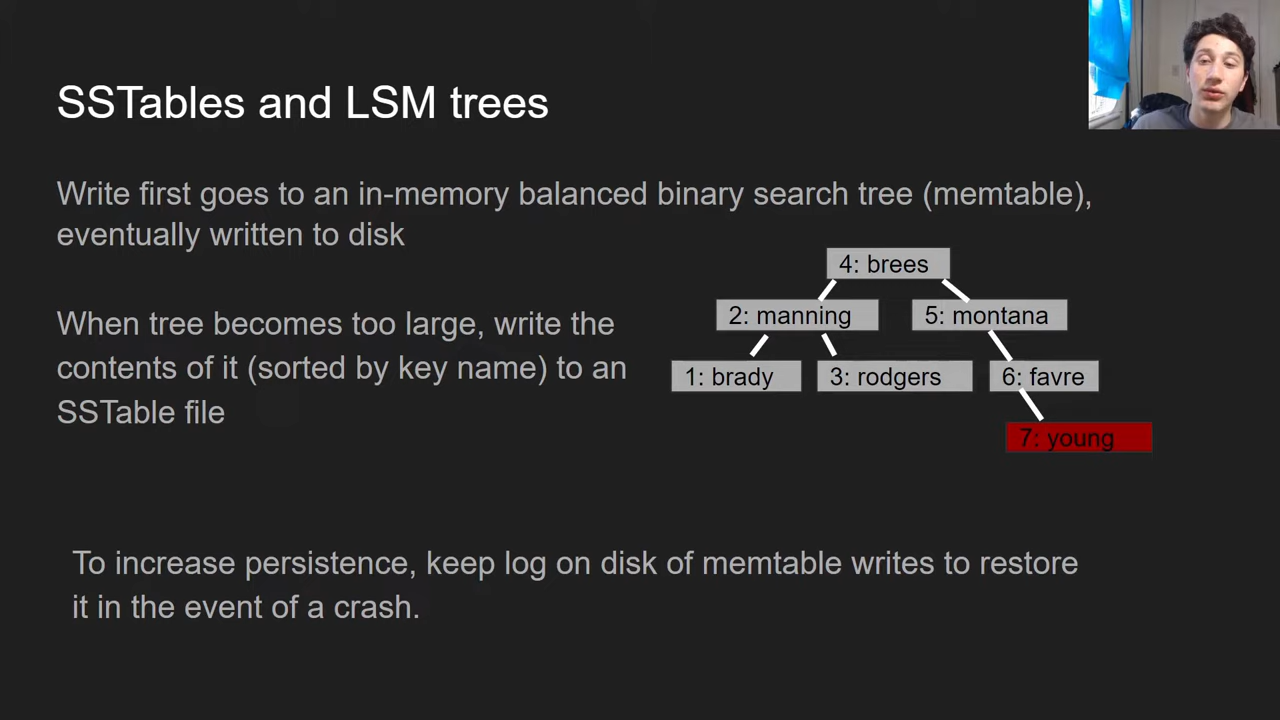 SSTables and LSM trees
Write first goes to an in-memory balanced binary search tree (memtable),
eventually written to disk
When tree becomes too large, write the
contents of it (sorted by key name) to an
SSTable file
4: brees
2: manning
5: montana
1: brady
3: rodgers
6: favre
7: young
To increase persistence, keep log on disk of memtable writes to restore
it in the event of a crash.